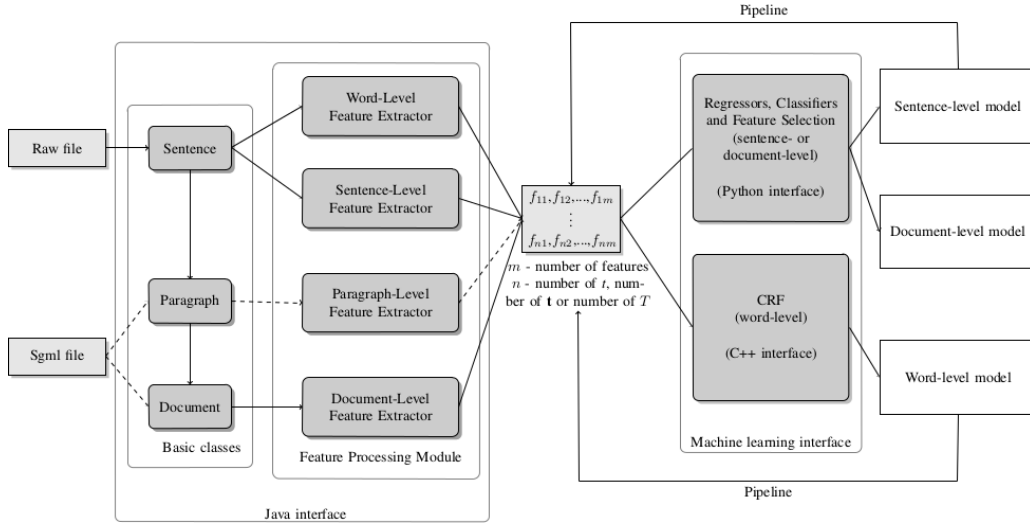 Pipeline
Raw file
Sentence
Word-Level
Feature Extractor
Sentence-Level
Feature Extractor
Paragraph
Paragraph-Level
Feature Extractor
Sgml file
Document
Document-Level
Feature Extractor
Basic classes
Feature Processing Module
Java interface
f₁₁,f₁₂,...,f₁ₘ
⋮
fₙ₁,fₙ₂,...,fₙₘ
m - number of features
n - number of t, num-
ber of t or number of T
Regressors, Classifiers
and Feature Selection
(sentence- or
document-level)
(Python interface)
CRF
(word-level)
(C++ interface)
Machine learning interface
Sentence-level model
Document-level model
Word-level model
Pipeline